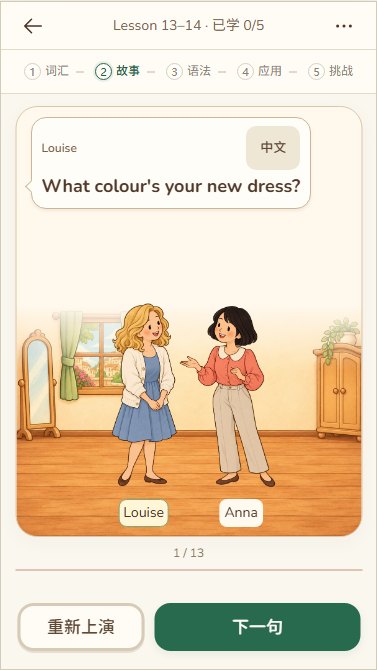 Lesson 13–14 · 已学 0/5
1 词汇 – 2 故事 – 3 语法 – 4 应用 – 5 挑战
Louise
中文
What colour's your new dress?
Louise
Anna
1 / 13
重新上演
下一句